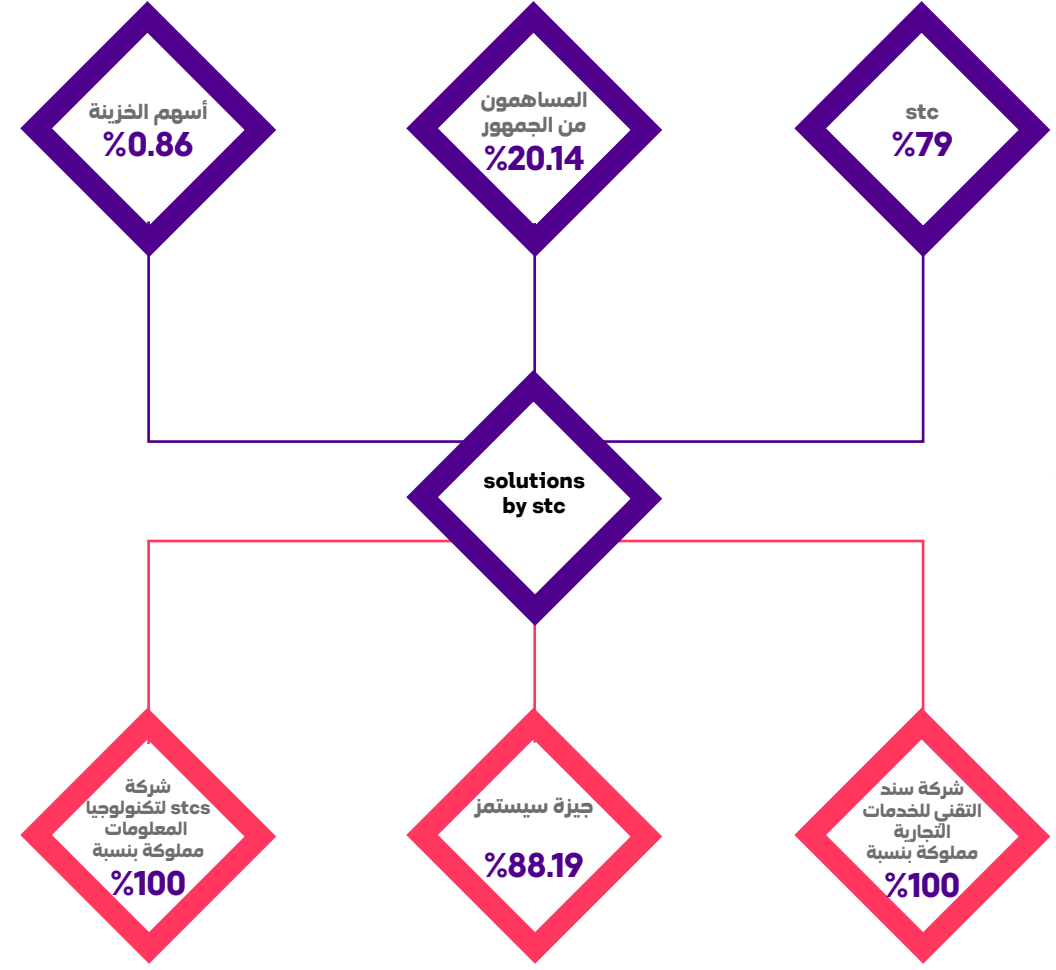 stc
%79
المساهمون
من الجمهور
%20.14
أسهم الخزينة
%0.86
solutions
by stc
شركة سند
التقني للخدمات
التجارية
مملوكة بنسبة
%100
جيزة سيستمز
%88.19
شركة
stcs لتكنولوجيا
المعلومات
مملوكة بنسبة
%100